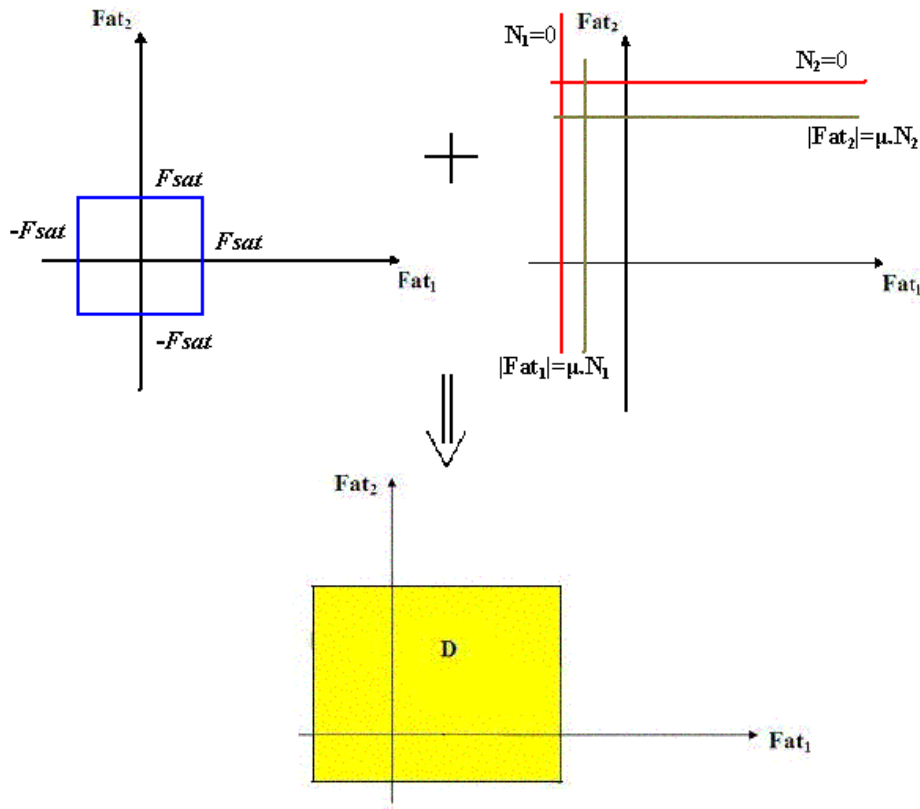 Fat₂
Fsat
-Fsat
Fsat
Fat₁
-Fsat
Fat₂
N₁=0
N₂=0
|Fat₂|=μ.N₂
Fat₁
|Fat₁|=μ.N₁
Fat₂
D
Fat₁